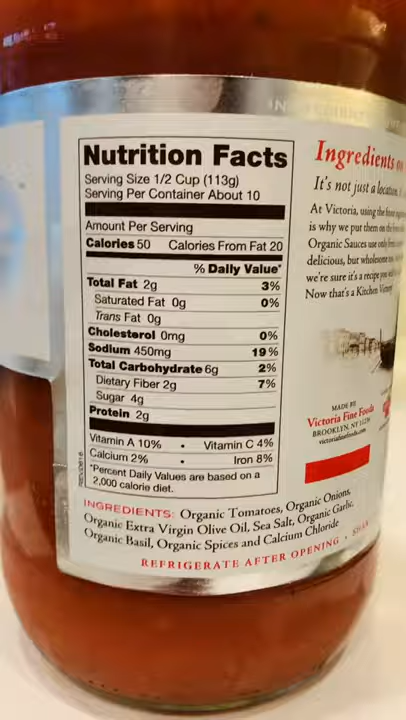 Nutrition Facts
Serving Size 1/2 Cup (113g)
Serving Per Container About 10
Amount Per Serving
Calories 50 Calories From Fat 20
% Daily Value*
Total Fat 2g 3%
Saturated Fat 0g 0%
Trans Fat 0g
Cholesterol 0mg 0%
Sodium 450mg 19%
Total Carbohydrate 6g 2%
Dietary Fiber 2g 7%
Sugar 4g
Protein 2g
Vitamin A 10% • Vitamin C 4%
Calcium 2% • Iron 8%
*Percent Daily Values are based on a
2,000 calorie diet.
INGREDIENTS: Organic Tomatoes, Organic Onions,
Organic Extra Virgin Olive Oil, Sea Salt, Organic Garlic,
Organic Basil, Organic Spices and Calcium Chloride
REFRIGERATE AFTER OPENING •
Ingredients
It's not just a location,
At Victoria, using the
is why we put them on the
Organic Sauces use only
delicious, but wholesome
we're sure it's a recipe you
Now that's a Kitchen
MADE BY
Victoria Fine Foods
BROOKLYN, NY
victoriafinefoods.com